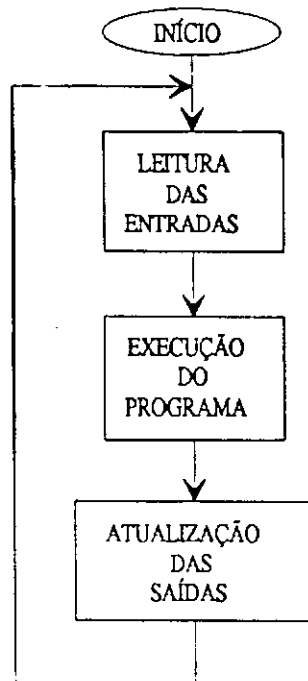 INÍCIO
LEITURA
DAS
ENTRADAS
EXECUÇÃO
DO
PROGRAMA
ATUALIZAÇÃO
DAS
SAÍDAS